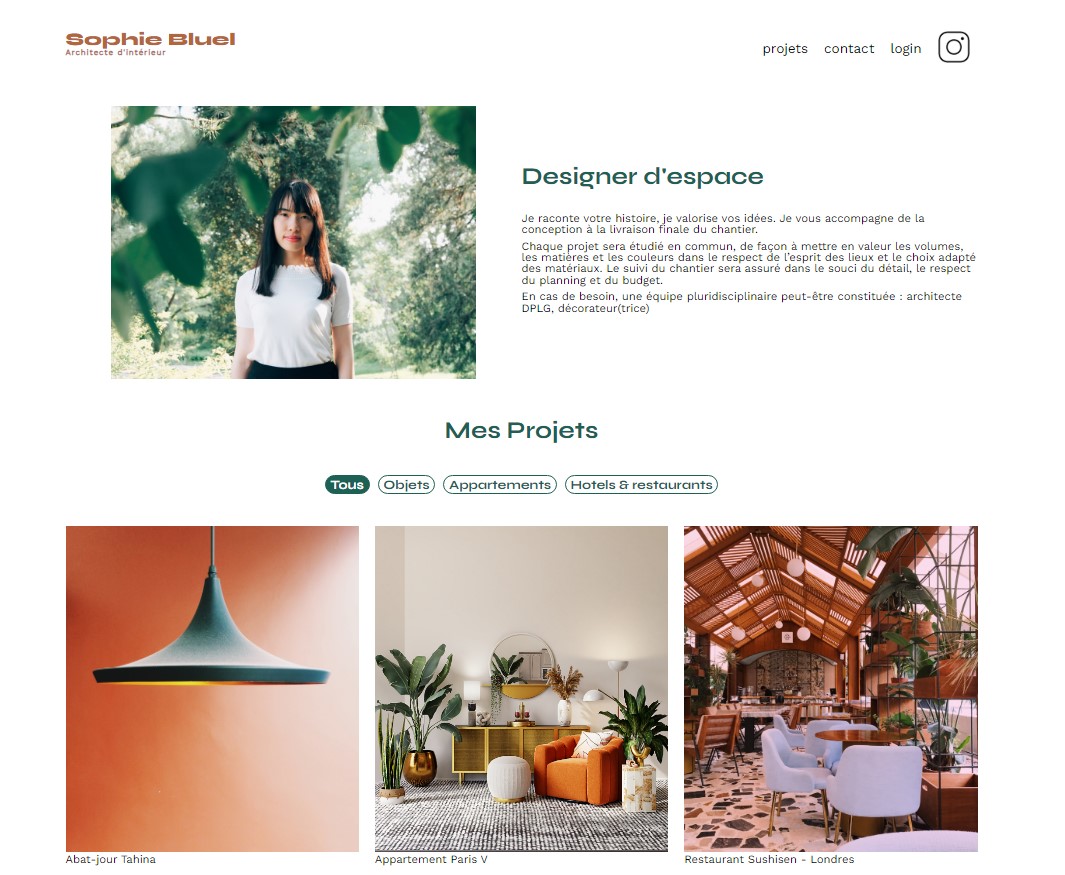 Sophie Bluel
Architecte d'intérieur
projets contact login
Designer d'espace
Je raconte votre histoire, je valorise vos idées. Je vous accompagne de la
conception à la livraison finale du chantier.
Chaque projet sera étudié en commun, de façon à mettre en valeur les volumes,
les matières et les couleurs dans le respect de l'esprit des lieux et le choix adapté
des matériaux. Le suivi du chantier sera assuré dans le souci du détail, le respect
du planning et du budget.
En cas de besoin, une équipe pluridisciplinaire peut-être constituée : architecte
DPLG, décorateur(trice)
Mes Projets
Tous Objets Appartements Hotels & restaurants
Abat-jour Tahina
Appartement Paris V
Restaurant Sushisen - Londres